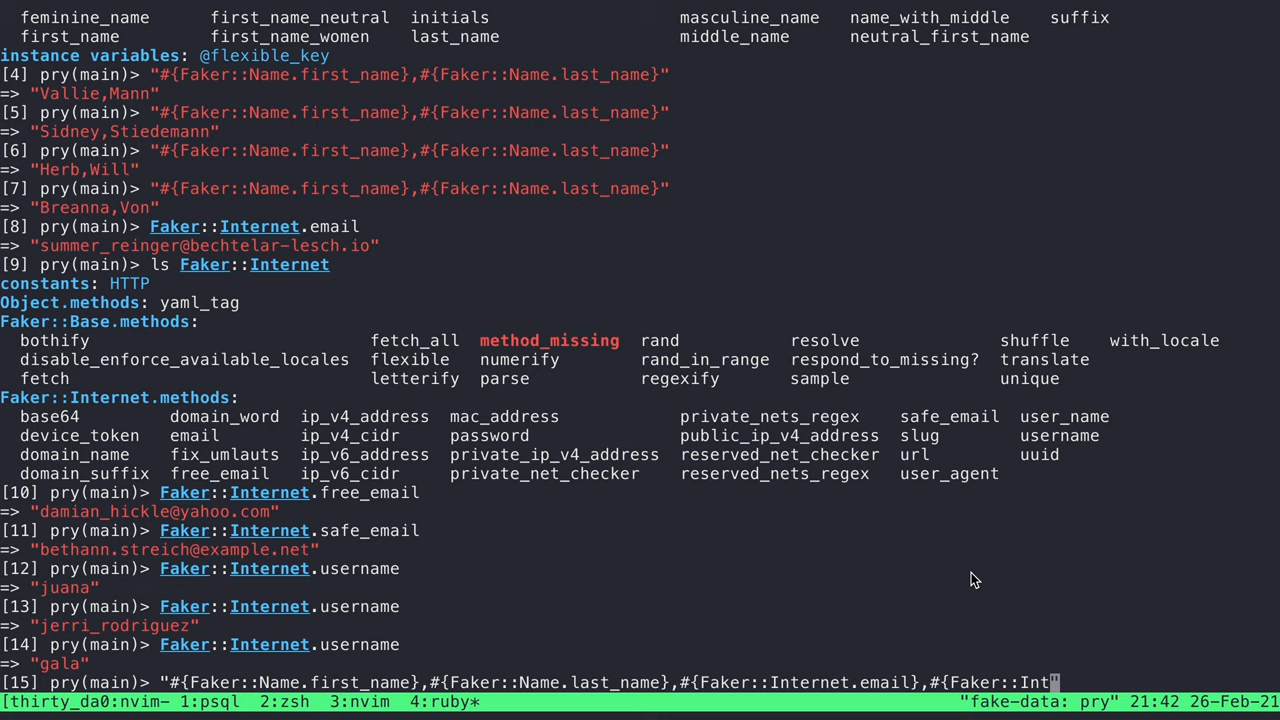 feminine_name first_name_neutral initials masculine_name name_with_middle suffix
first_name first_name_women last_name middle_name neutral_first_name
instance variables: @flexible_key
[4] pry(main)> "#{Faker::Name.first_name},#{Faker::Name.last_name}"
=> "Vallie,Mann"
[5] pry(main)> "#{Faker::Name.first_name},#{Faker::Name.last_name}"
=> "Sidney,Stiedemann"
[6] pry(main)> "#{Faker::Name.first_name},#{Faker::Name.last_name}"
=> "Herb,Will"
[7] pry(main)> "#{Faker::Name.first_name},#{Faker::Name.last_name}"
=> "Breanna,Von"
[8] pry(main)> Faker::Internet.email
=> "summer_reinger@bechtelar-lesch.io"
[9] pry(main)> ls Faker::Internet
constants: HTTP
Object.methods: yaml_tag
Faker::Base.methods:
bothify fetch_all method_missing rand resolve shuffle with_locale
disable_enforce_available_locales flexible numerify rand_in_range respond_to_missing? translate
fetch letterify parse regexify sample unique
Faker::Internet.methods:
base64 domain_word ip_v4_address mac_address private_nets_regex safe_email user_name
device_token email ip_v4_cidr password public_ip_v4_address slug username
domain_name fix_umlauts ip_v6_address private_ip_v4_address reserved_net_checker url uuid
domain_suffix free_email ip_v6_cidr private_net_checker reserved_nets_regex user_agent
[10] pry(main)> Faker::Internet.free_email
=> "damian_hickle@yahoo.com"
[11] pry(main)> Faker::Internet.safe_email
=> "bethann.streich@example.net"
[12] pry(main)> Faker::Internet.username
=> "juana"
[13] pry(main)> Faker::Internet.username
=> "jerri_rodriguez"
[14] pry(main)> Faker::Internet.username
=> "gala"
[15] pry(main)> "#{Faker::Name.first_name},#{Faker::Name.last_name},#{Faker::Internet.email},#{Faker::Int"
[thirty_da0:nvim- 1:psql 2:zsh 3:nvim 4:ruby* "fake-data: pry" 21:42 26-Feb-21